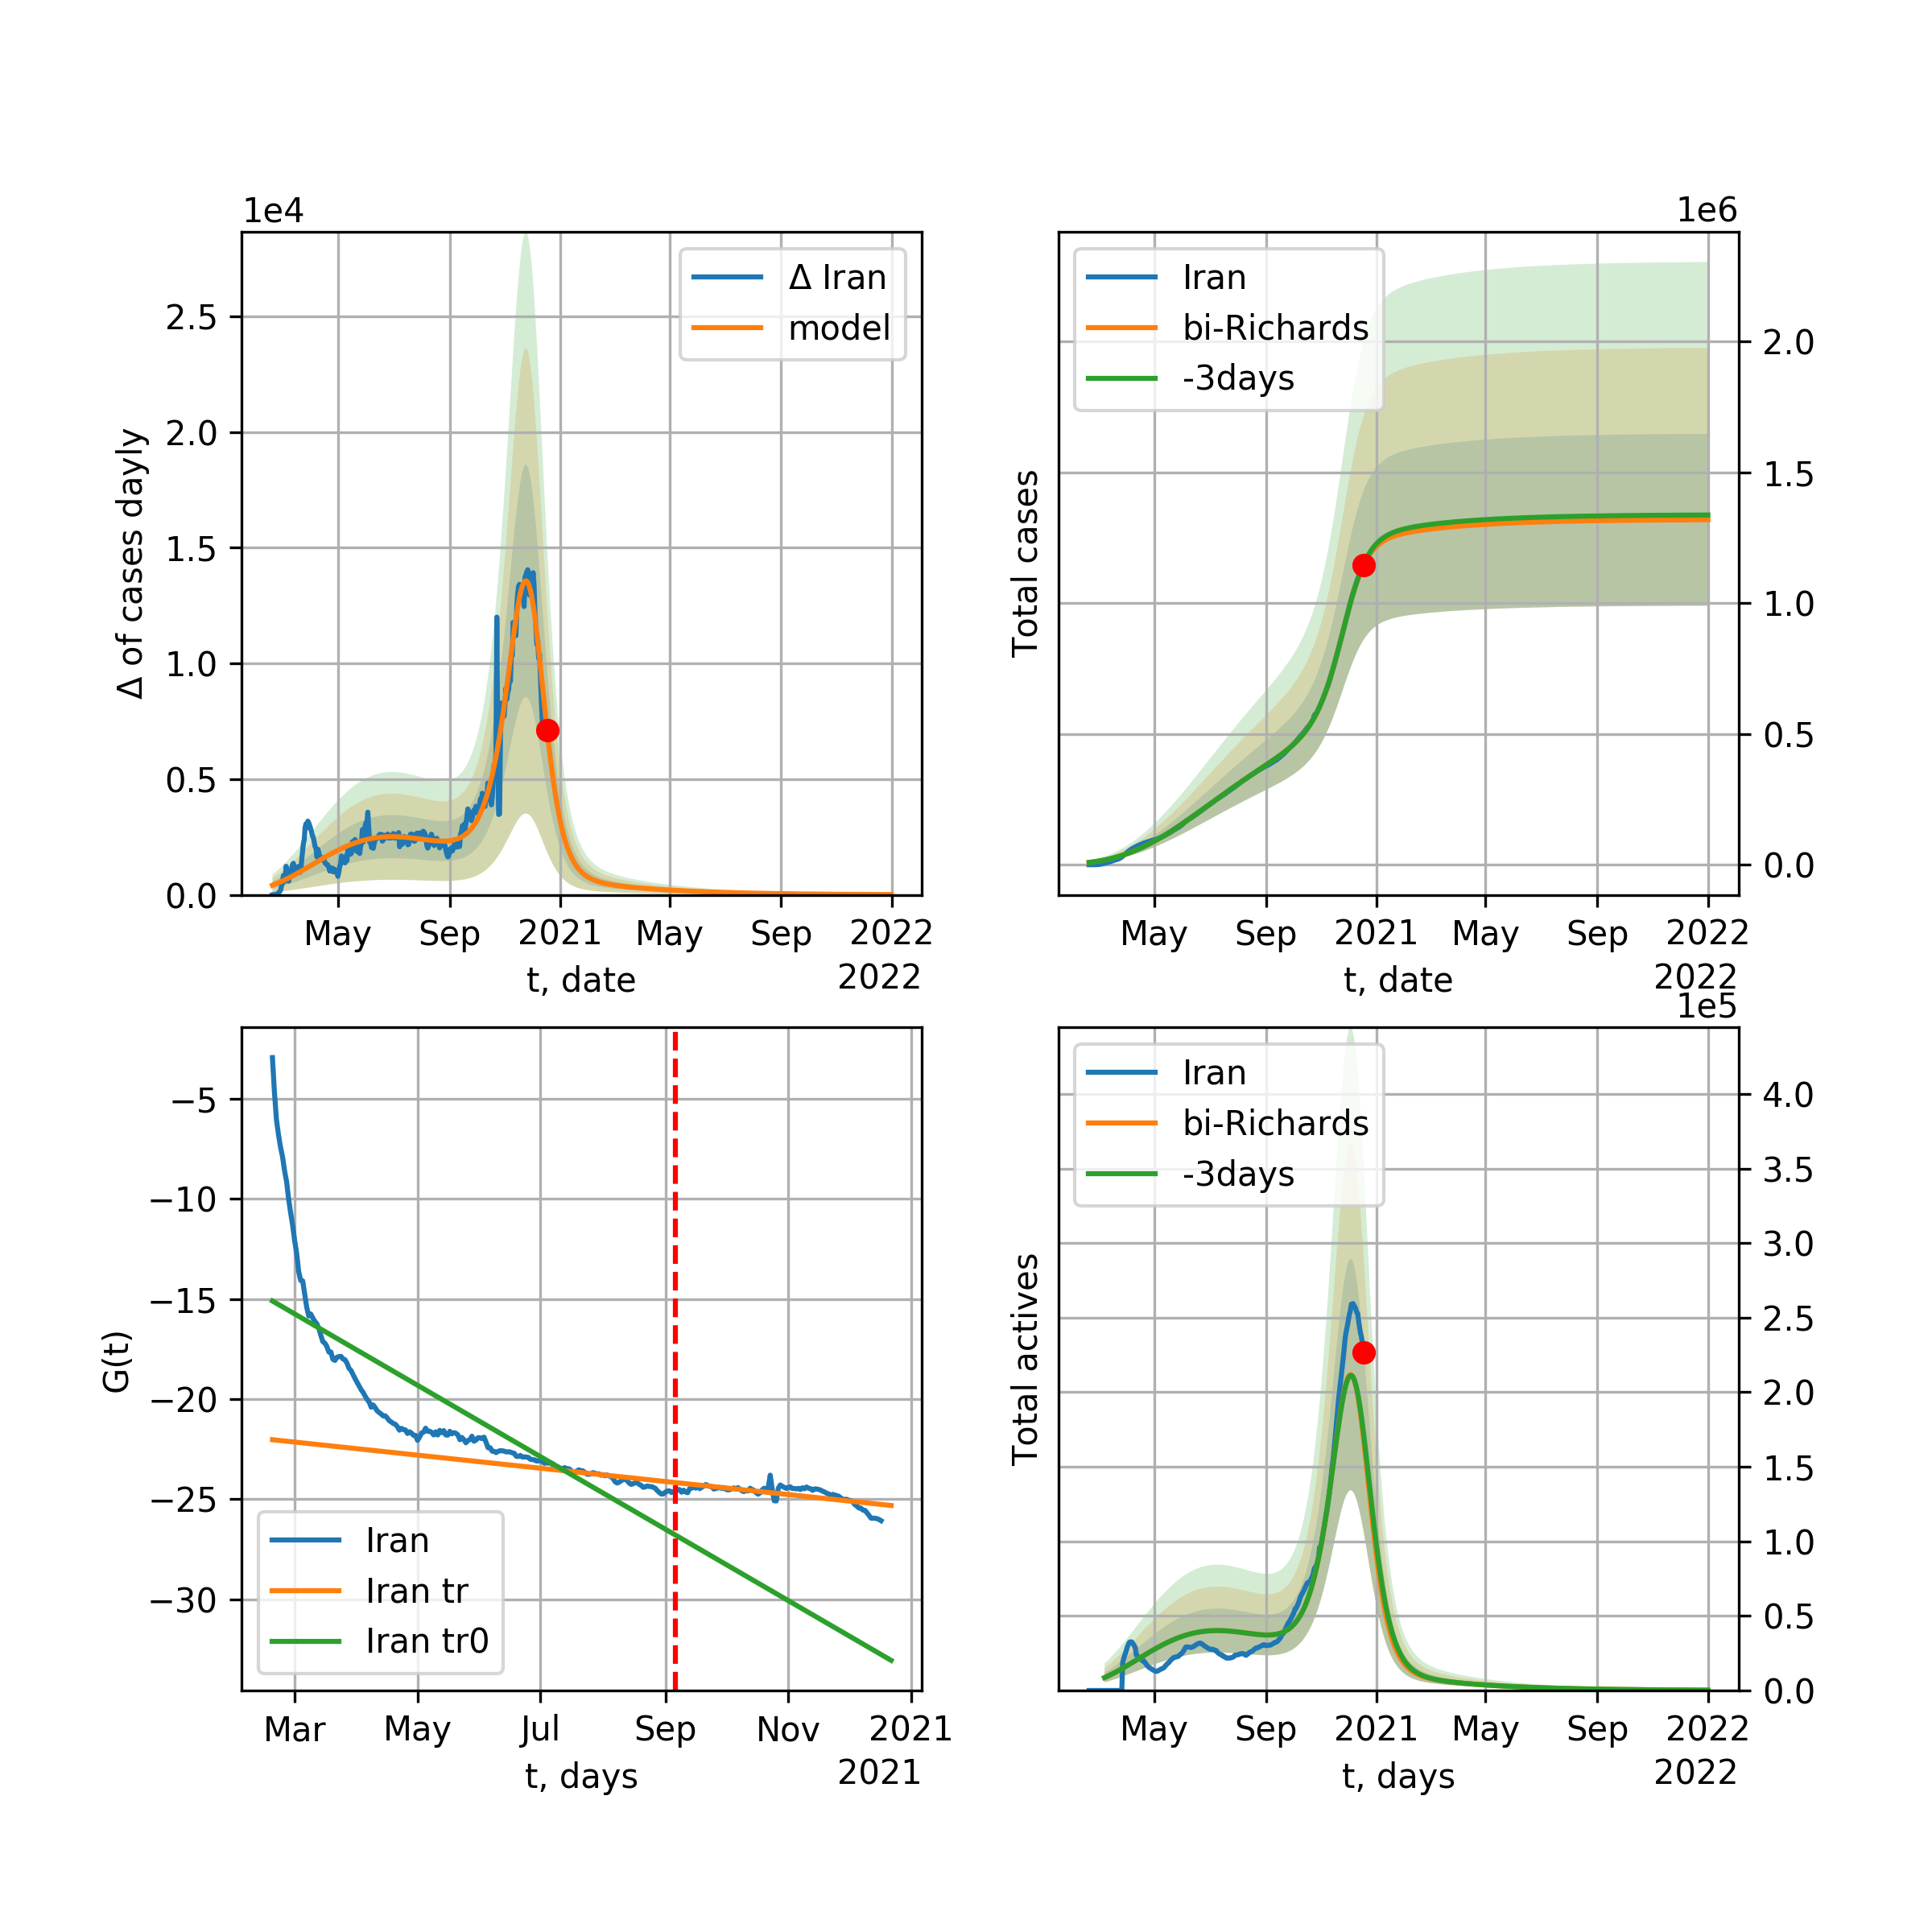 1e4
Δ Iran
model
2.5
2.0
1.5
1.0
0.5
0.0
Δ of cases dayly
May Sep 2021 May Sep 2022
t, date
2022
1e6
Iran
bi-Richards
-3days
2.0
1.5
1.0
0.5
0.0
Total cases
May Sep 2021 May Sep 2022
t, date
2022
−5
−10
−15
−20
−25
−30
G(t)
Iran
Iran tr
Iran tr0
Mar May Jul Sep Nov 2021
t, days
2021
1e5
Iran
bi-Richards
-3days
4.0
3.5
3.0
2.5
2.0
1.5
1.0
0.5
0.0
Total actives
May Sep 2021 May Sep 2022
t, days
2022